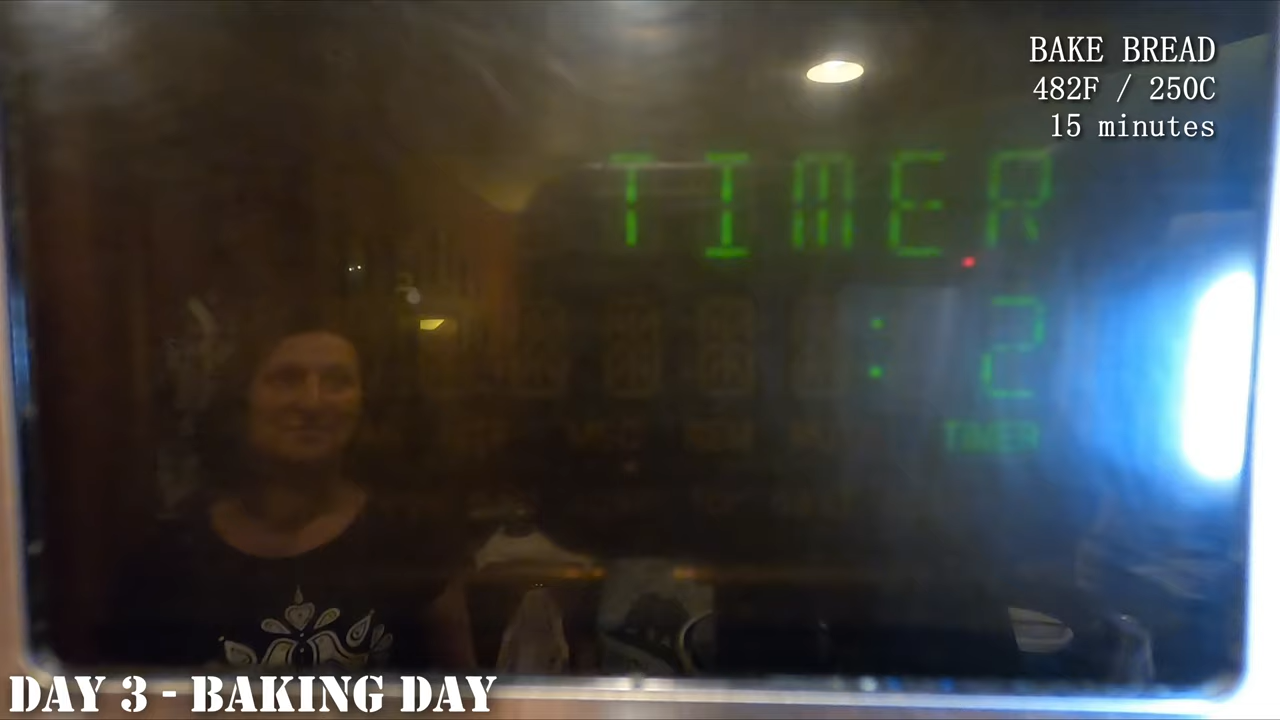 BAKE BREAD
482F / 250C
15 minutes
TIMER
: 2
TIMER
DAY 3 - BAKING DAY